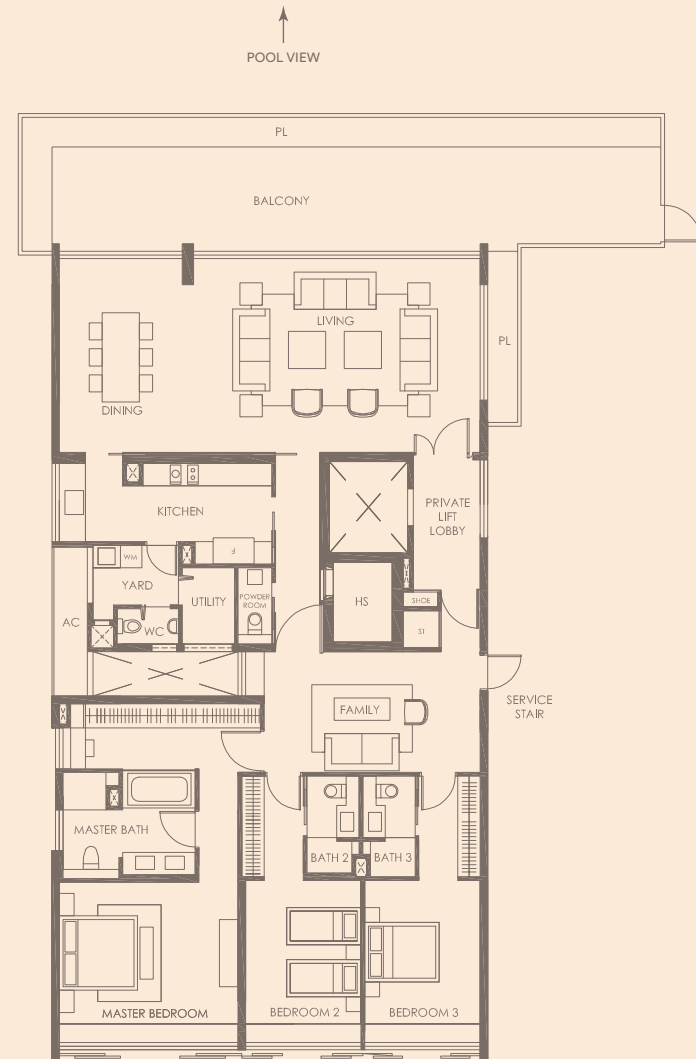 POOL VIEW
PL
BALCONY
LIVING
PL
DINING
KITCHEN
PRIVATE
LIFT
LOBBY
F
WM
YARD
UTILITY
POWDER
ROOM
HS
SHOE
ST
AC
WC
FAMILY
SERVICE
STAIR
MASTER BATH
BATH 2
BATH 3
MASTER BEDROOM
BEDROOM 2
BEDROOM 3